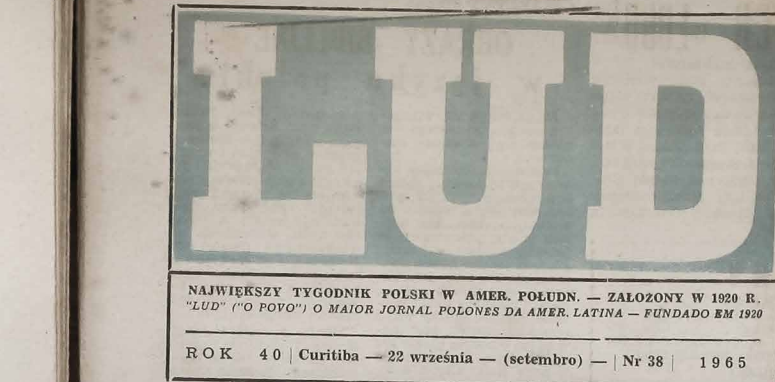 LUD
NAJWIĘKSZY TYGODNIK POLSKI W AMER. POŁUDN. — ZAŁOŻONY W 1920 R.
"LUD" ("O POVO") O MAIOR JORNAL POLONES DA AMER. LATINA — FUNDADO EM 1920
ROK 40 | Curitiba — 22 września — (setembro) — | Nr 38 | 1965